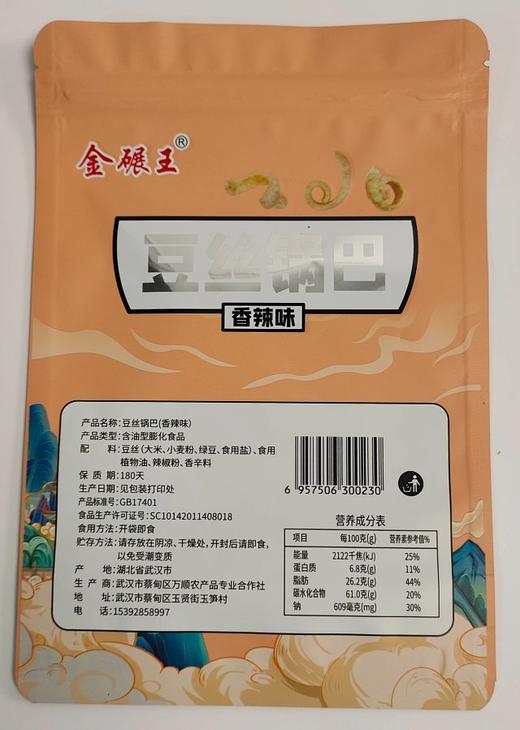 金碾王®
豆丝锅巴
香辣味
产品名称:豆丝锅巴(香辣味)
产品类型:含油型膨化食品
配 料:豆丝(大米、小麦粉、绿豆、食用盐)、食用
植物油、辣椒粉、香辛料
保 质 期:180天
生产日期:见包装打印处
产品标准号:GB17401
食品生产许可证号:SC10142011408018
食用方法:开袋即食
贮存方法:请存放在阴凉、干燥处，开封后请即食，
以免受潮变质
产 地:湖北省武汉市
生 产 商:武汉市蔡甸区万顺农产品专业合作社
地 址:武汉市蔡甸区玉贤街玉笋村
电 话:15392858997
6 957506 300230
营养成分表
项目 每100克(g) 营养素参考值%
能量 2122千焦(kJ) 25%
蛋白质 6.8克(g) 11%
脂肪 26.2克(g) 44%
碳水化合物 61.0克(g) 20%
钠 609毫克(mg) 30%